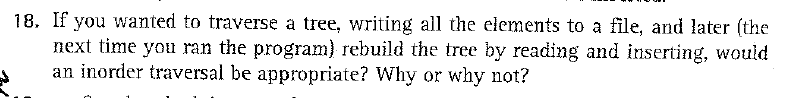 18. If you wanted to traverse a tree, writing all the elements to a file, and later (the
next time you ran the program) rebuild the tree by reading and inserting, would
an inorder traversal be appropriate? Why or why not?